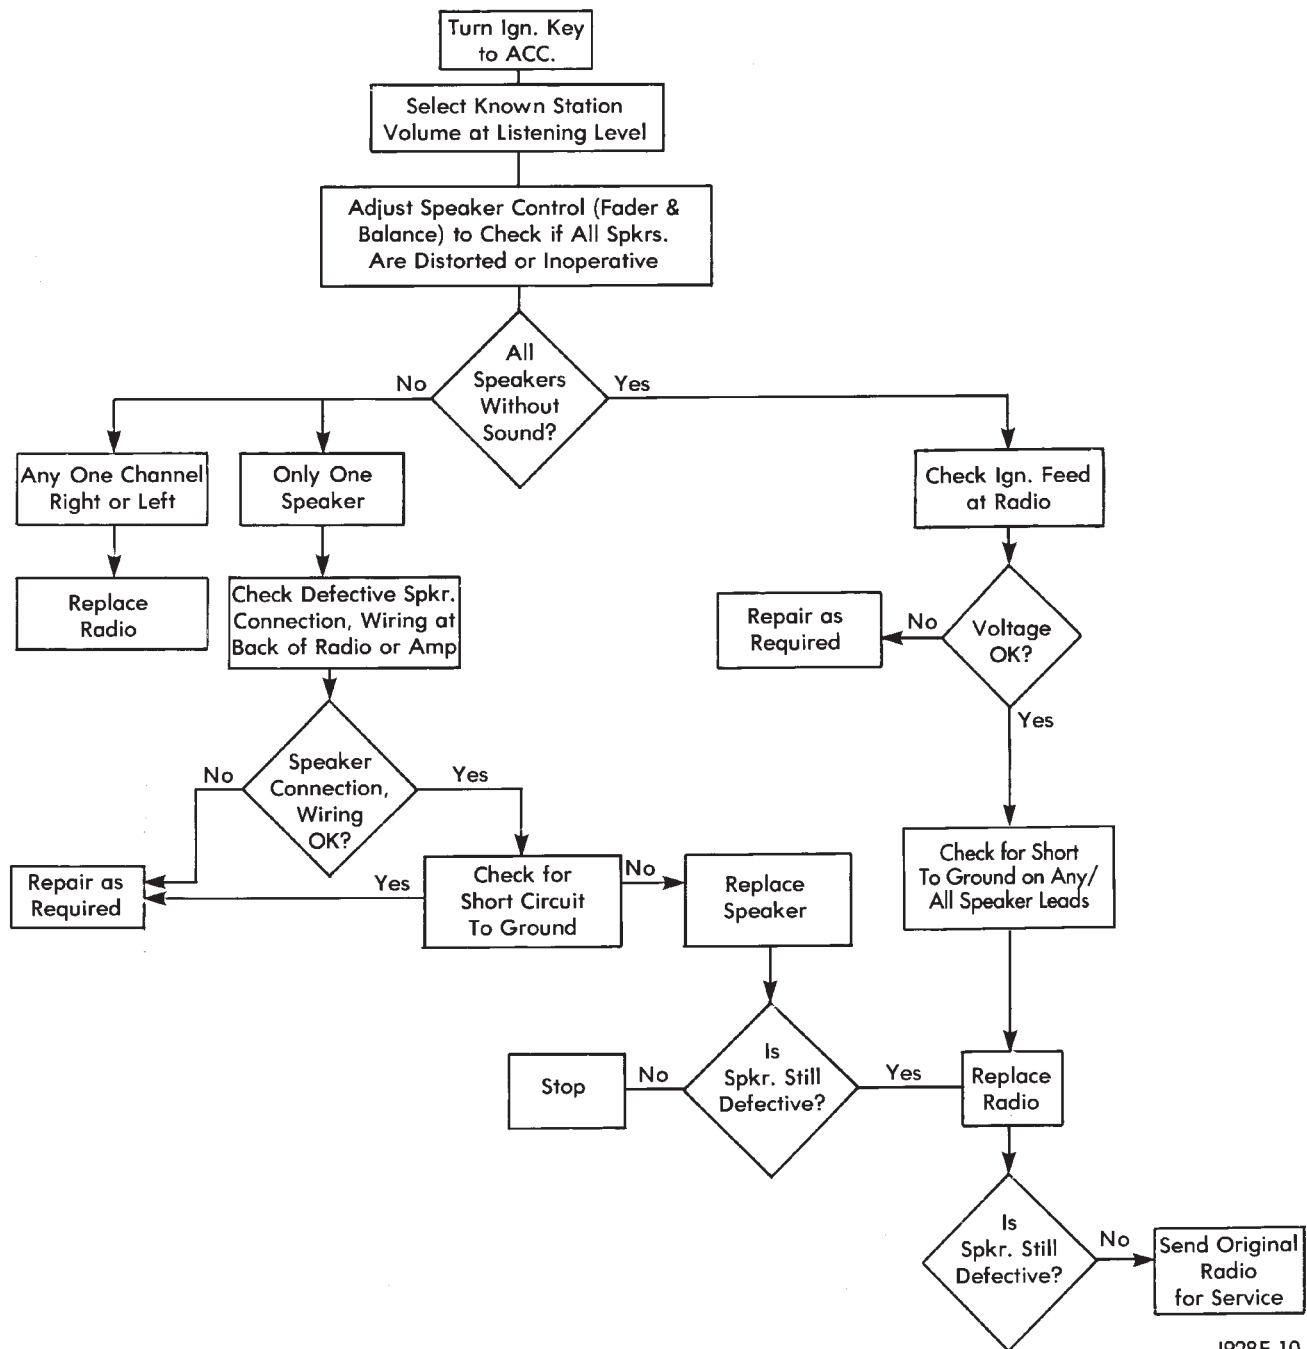 Turn Ign. Key
to ACC.
Select Known Station
Volume at Listening Level
Adjust Speaker Control (Fader &
Balance) to Check if All Spkrs.
Are Distorted or Inoperative
All
Speakers
Without
Sound?
No
Yes
Any One Channel
Right or Left
Only One
Speaker
Check Ign. Feed
at Radio
Replace
Radio
Check Defective Spkr.
Connection, Wiring at
Back of Radio or Amp
Repair as
Required
No
Voltage
OK?
Yes
Speaker
Connection,
Wiring
OK?
No
Yes
Repair as
Required
Yes
Check for
Short Circuit
To Ground
No
Replace
Speaker
Check for Short
To Ground on Any/
All Speaker Leads
Stop
No
Is
Spkr. Still
Defective?
Yes
Replace
Radio
Is
Spkr. Still
Defective?
No
Send Original
Radio
for Service